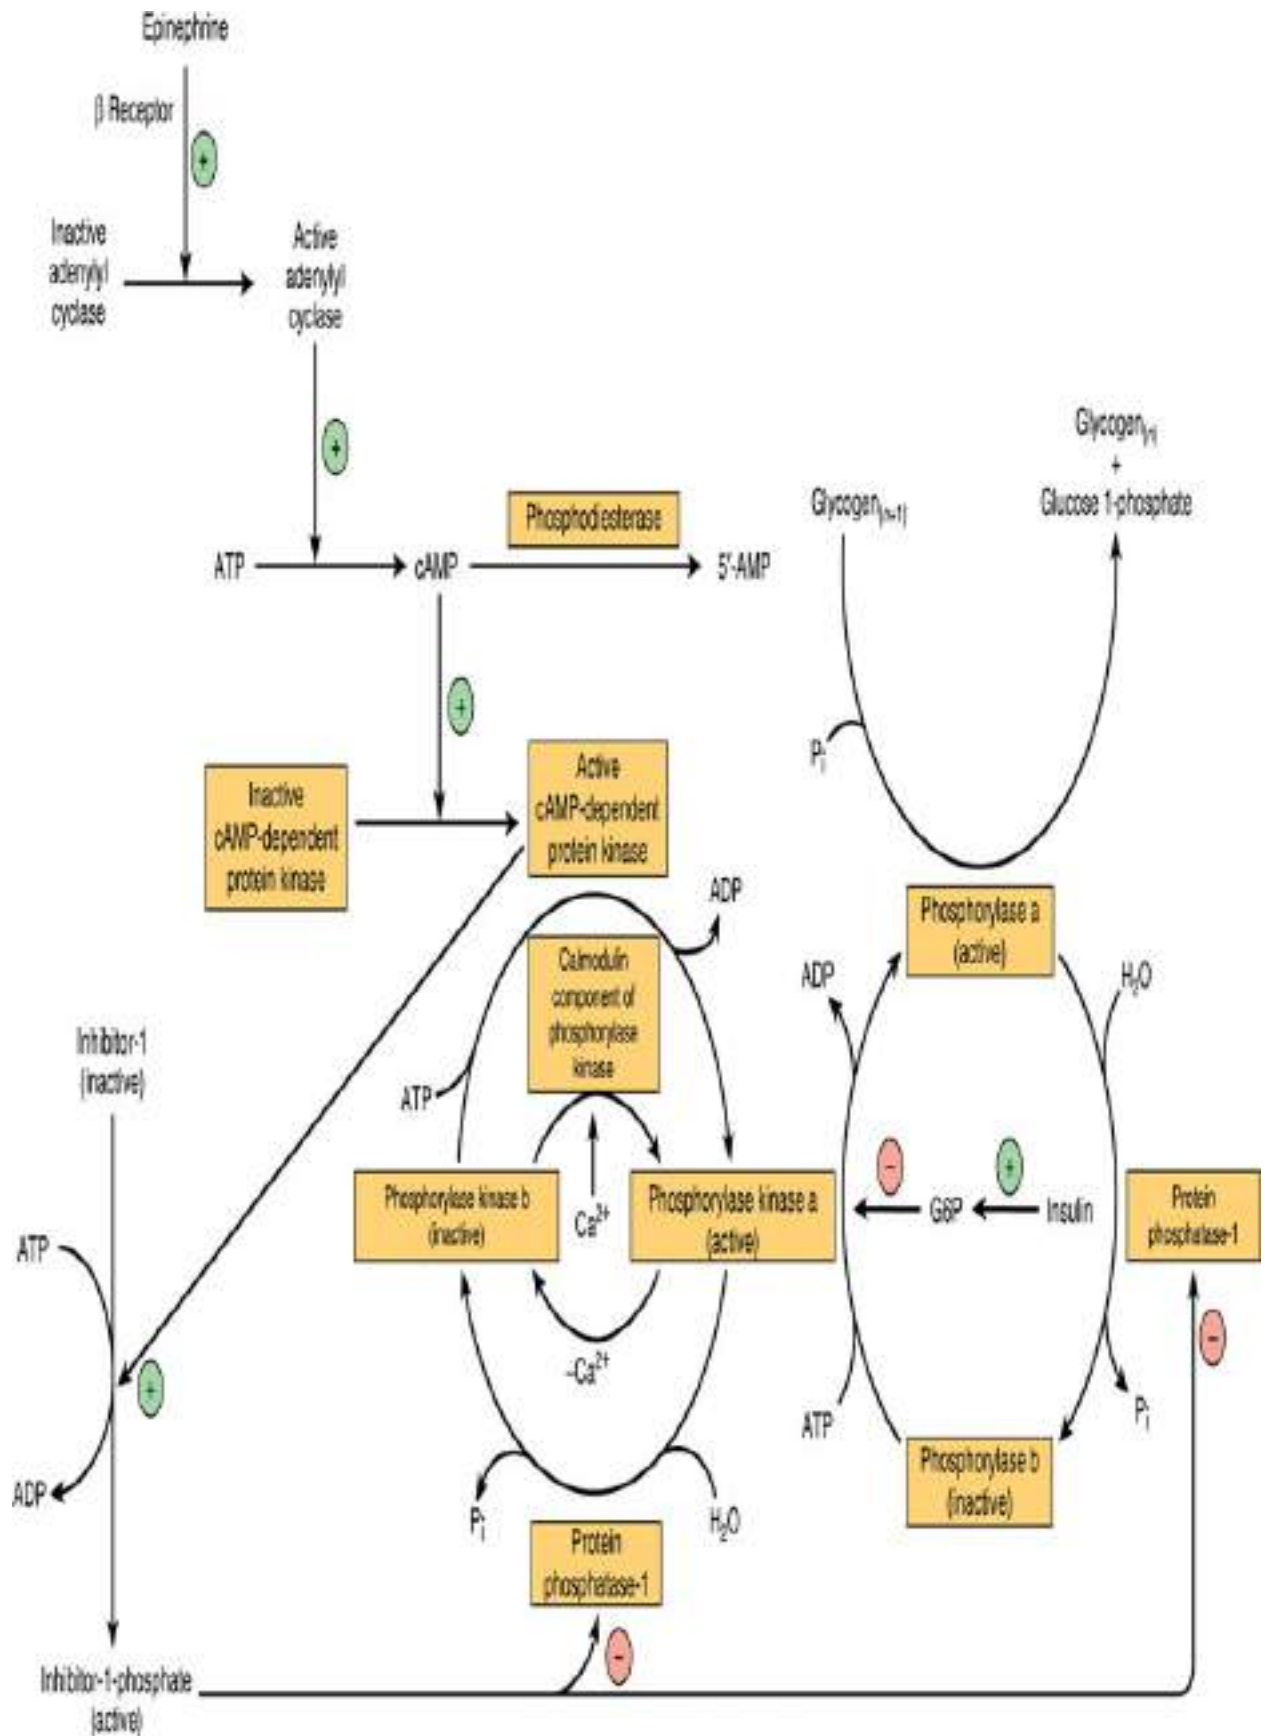 Epinephrine
β Receptor
+
Inactive
adenylyl
cyclase
Active
adenylyl
cyclase
+
Glycogen(n)
+
Glucose 1-phosphate
Glycogen(n+1)
Phosphodiesterase
ATP
cAMP
5′-AMP
+
Pi
Inactive
cAMP-dependent
protein kinase
Active
cAMP-dependent
protein kinase
ADP
Phosphorylase a
(active)
Calmodulin
component of
phosphorylase
kinase
ADP
H2O
Inhibitor-1
(inactive)
ATP
−
+
Phosphorylase kinase b
(inactive)
Ca2+
Phosphorylase kinase a
(active)
G6P
Insulin
Protein
phosphatase-1
ATP
−
–Ca2+
+
ATP
Pi
Phosphorylase b
(inactive)
ADP
Pi
H2O
Protein
phosphatase-1
−
Inhibitor-1-phosphate
(active)